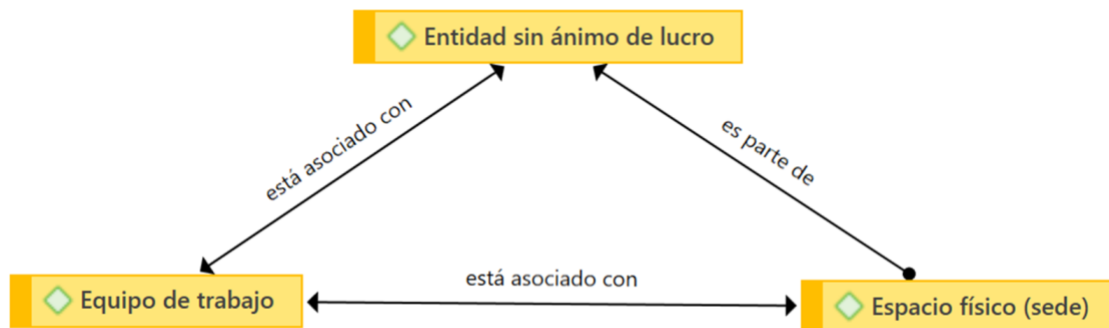 Entidad sin ánimo de lucro
está asociado con
es parte de
está asociado con
Equipo de trabajo
Espacio físico (sede)